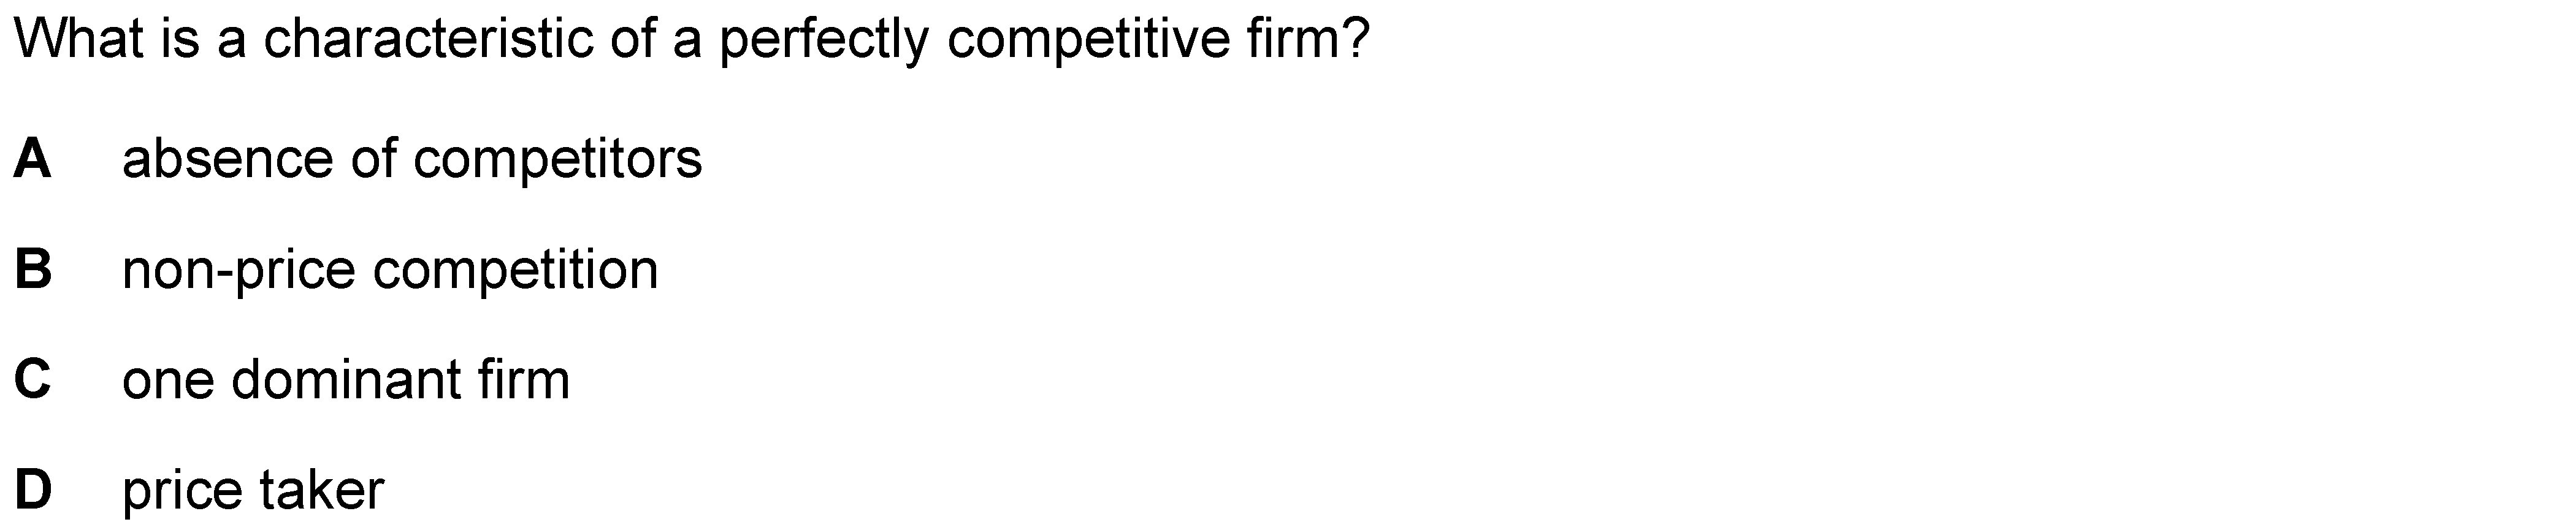 What is a characteristic of a perfectly competitive firm?
A absence of competitors
B non-price competition
C one dominant firm
D price taker